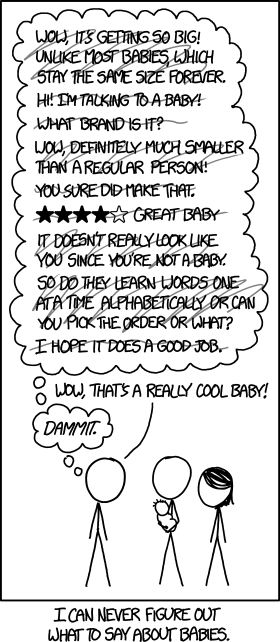 WOW, IT'S GETTING SO BIG!
UNLIKE MOST BABIES, WHICH
STAY THE SAME SIZE FOREVER.
HI! I'M TALKING TO A BABY!
WHAT BRAND IS IT?
WOW, DEFINITELY MUCH SMALLER
THAN A REGULAR PERSON!
YOU SURE DID MAKE THAT.
★★★★☆ GREAT BABY
IT DOESN'T REALLY LOOK LIKE
YOU SINCE YOU'RE NOT A BABY.
SO DO THEY LEARN WORDS ONE
AT A TIME ALPHABETICALLY OR CAN
YOU PICK THE ORDER OR WHAT?
I HOPE IT DOES A GOOD JOB.
WOW, THAT'S A REALLY COOL BABY!
DAMMIT.
I CAN NEVER FIGURE OUT
WHAT TO SAY ABOUT BABIES.